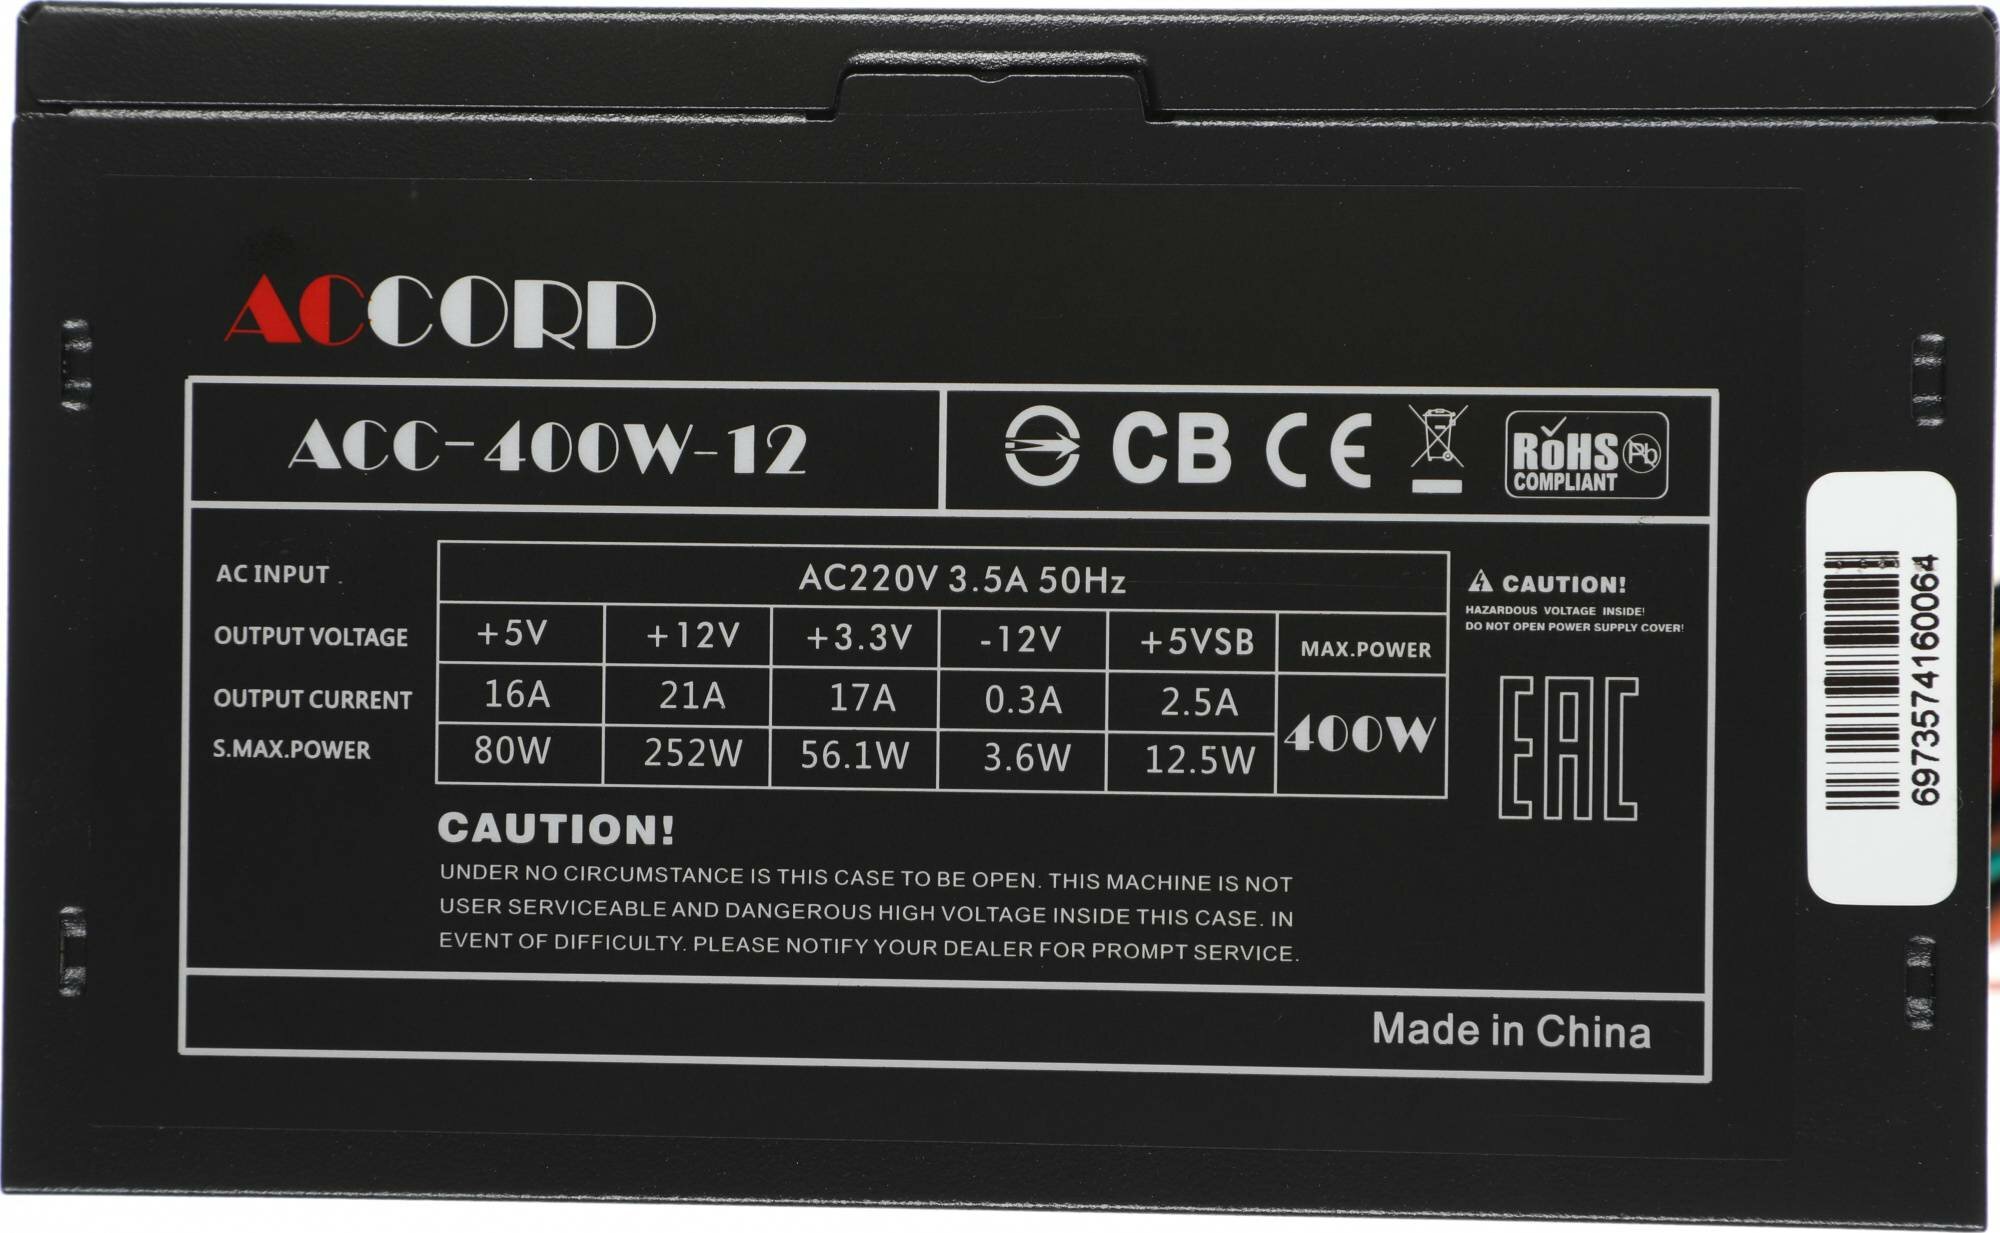 ACCORD
ACC-400W-12
CB CE RoHS Pb
COMPLIANT
AC INPUT AC220V 3.5A 50Hz
OUTPUT VOLTAGE +5V +12V +3.3V -12V +5VSB MAX.POWER
OUTPUT CURRENT 16A 21A 17A 0.3A 2.5A 400W
S.MAX.POWER 80W 252W 56.1W 3.6W 12.5W
CAUTION!
HAZARDOUS VOLTAGE INSIDE!
DO NOT OPEN POWER SUPPLY COVER!
EAC
CAUTION!
UNDER NO CIRCUMSTANCE IS THIS CASE TO BE OPEN. THIS MACHINE IS NOT
USER SERVICEABLE AND DANGEROUS HIGH VOLTAGE INSIDE THIS CASE. IN
EVENT OF DIFFICULTY. PLEASE NOTIFY YOUR DEALER FOR PROMPT SERVICE.
Made in China
6973574160064